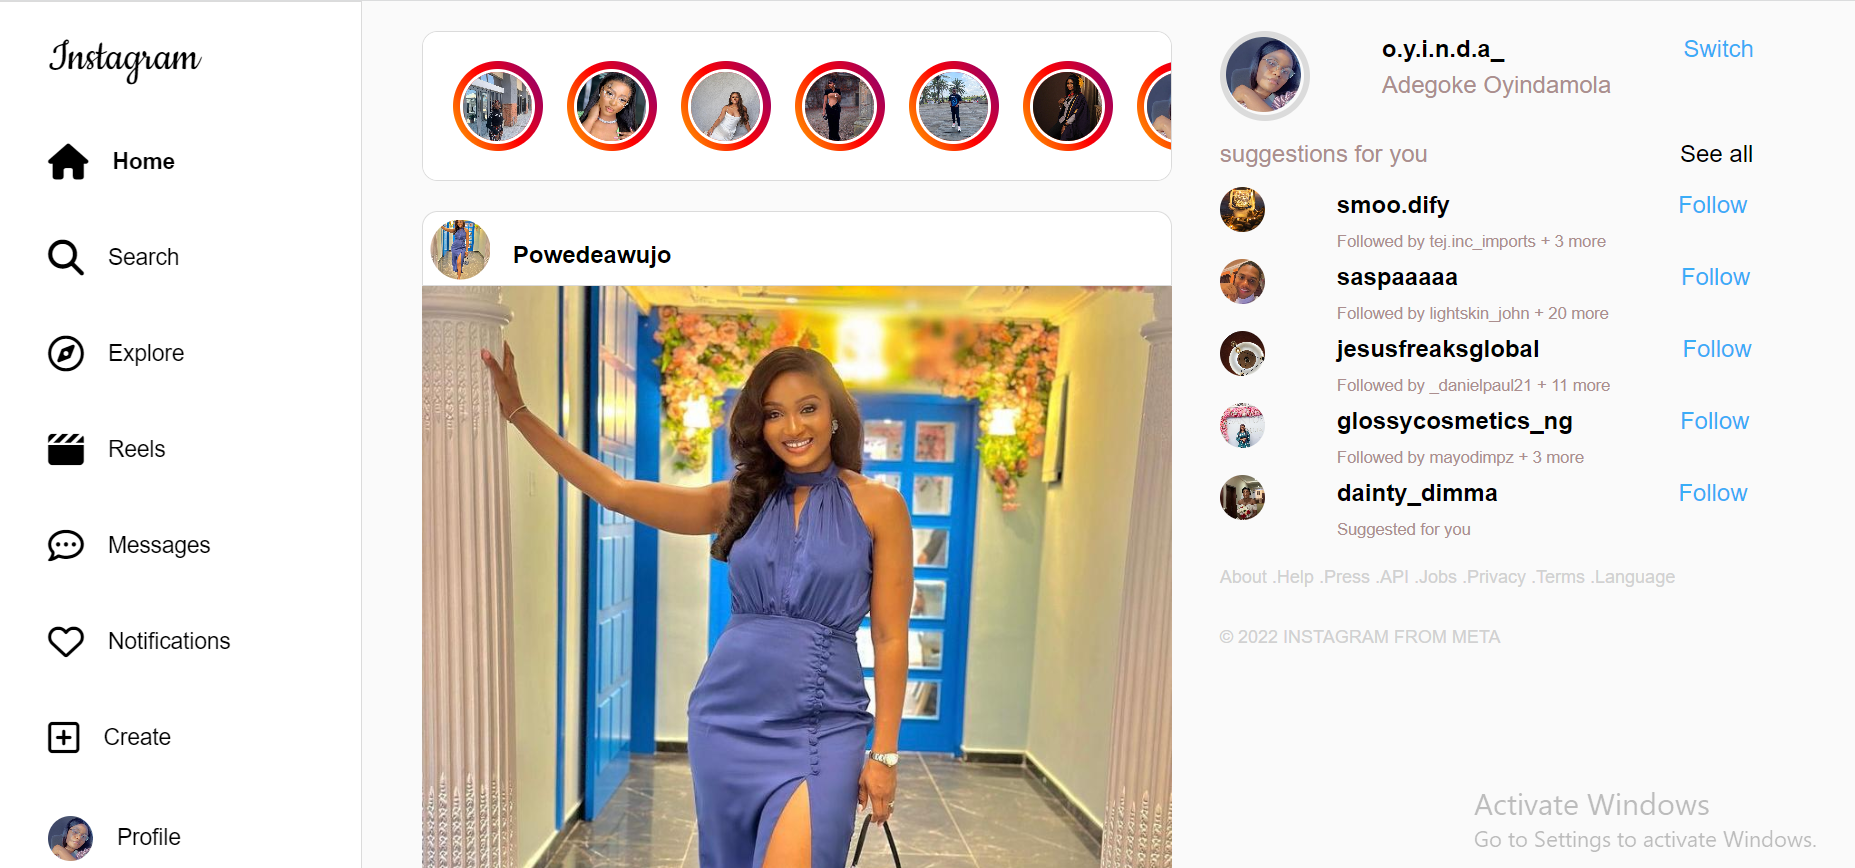 Instagram
Home
Search
Explore
Reels
Messages
Notifications
Create
Profile
Powedeawujo
o.y.i.n.d.a_
Switch
Adegoke Oyindamola
suggestions for you
See all
smoo.dify
Follow
Followed by tej.inc_imports + 3 more
saspaaaaa
Follow
Followed by lightskin_john + 20 more
jesusfreaksglobal
Follow
Followed by _danielpaul21 + 11 more
glossycosmetics_ng
Follow
Followed by mayodimpz + 3 more
dainty_dimma
Follow
Suggested for you
About .Help .Press .API .Jobs .Privacy .Terms .Language
© 2022 INSTAGRAM FROM META
Activate Windows
Go to Settings to activate Windows.